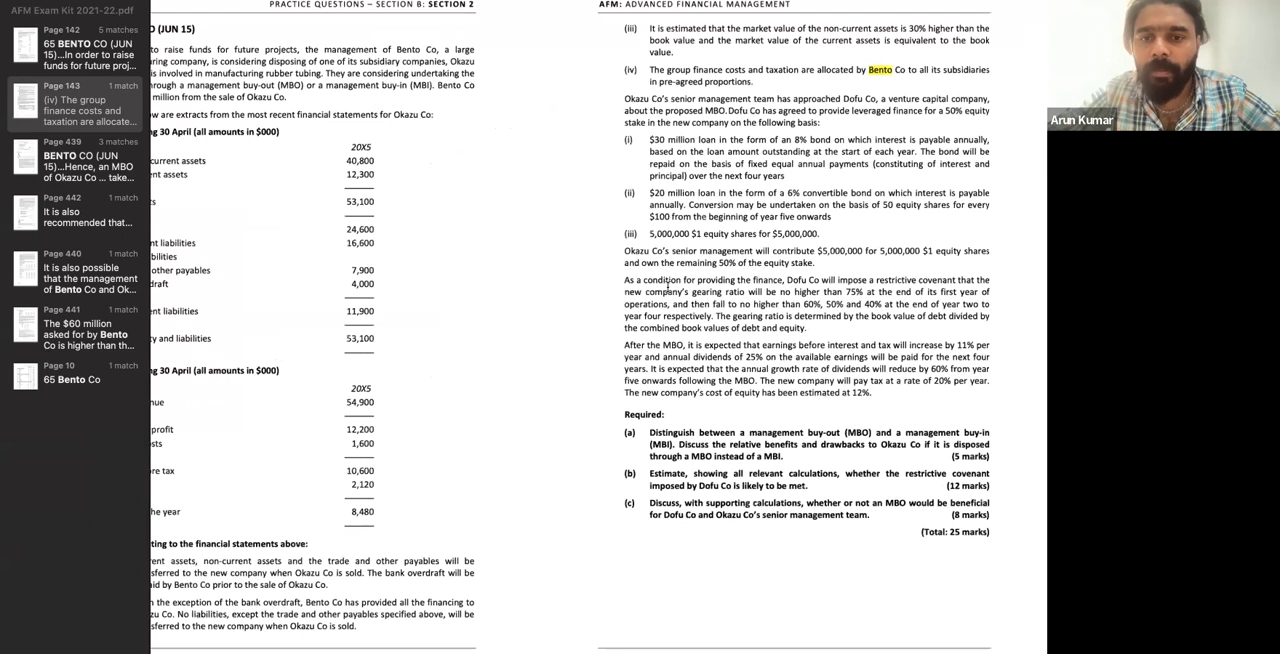 AFM Exam Kit 2021-22.pdf
Page 142 5 matches
65 BENTO CO (JUN
15)...In order to raise
funds for future proj...
Page 143 1 match
(iv) The group
finance costs and
taxation are allocate...
Page 439 3 matches
BENTO CO (JUN
15)...Hence, an MBO
of Okazu Co ... take...
Page 442 1 match
It is also
recommended that...
Page 440 1 match
It is also possible
that the management
of Bento Co and Ok...
Page 441 1 match
The $60 million
asked for by Bento
Co is higher than th...
Page 10 1 match
65 Bento Co
PRACTICE QUESTIONS – SECTION B: SECTION 2
O (JUN 15)
to raise funds for future projects, the management of Bento Co, a large
ring company, is considering disposing of one of its subsidiary companies, Okazu
is involved in manufacturing rubber tubing. They are considering undertaking the
hrough a management buy-out (MBO) or a management buy-in (MBI). Bento Co
million from the sale of Okazu Co.
ow are extracts from the most recent financial statements for Okazu Co:
ng 30 April (all amounts in $000)
20X5
current assets 40,800
nt assets 12,300
ts 53,100
24,600
nt liabilities 16,600
bilities
other payables 7,900
draft 4,000
ent liabilities 11,900
ty and liabilities 53,100
ng 30 April (all amounts in $000)
20X5
nue 54,900
profit 12,200
sts 1,600
ore tax 10,600
2,120
he year 8,480
ting to the financial statements above:
rent assets, non-current assets and the trade and other payables will be
sferred to the new company when Okazu Co is sold. The bank overdraft will be
aid by Bento Co prior to the sale of Okazu Co.
h the exception of the bank overdraft, Bento Co has provided all the financing to
zu Co. No liabilities, except the trade and other payables specified above, will be
sferred to the new company when Okazu Co is sold.
AFM: ADVANCED FINANCIAL MANAGEMENT
(iii) It is estimated that the market value of the non-current assets is 30% higher than the
book value and the market value of the current assets is equivalent to the book
value.
(iv) The group finance costs and taxation are allocated by Bento Co to all its subsidiaries
in pre-agreed proportions.
Okazu Co's senior management team has approached Dofu Co, a venture capital company,
about the proposed MBO.Dofu Co has agreed to provide leveraged finance for a 50% equity
stake in the new company on the following basis:
(i) $30 million loan in the form of an 8% bond on which interest is payable annually,
based on the loan amount outstanding at the start of each year. The bond will be
repaid on the basis of fixed equal annual payments (constituting of interest and
principal) over the next four years
(ii) $20 million loan in the form of a 6% convertible bond on which interest is payable
annually. Conversion may be undertaken on the basis of 50 equity shares for every
$100 from the beginning of year five onwards
(iii) 5,000,000 $1 equity shares for $5,000,000.
Okazu Co's senior management will contribute $5,000,000 for 5,000,000 $1 equity shares
and own the remaining 50% of the equity stake.
As a condition for providing the finance, Dofu Co will impose a restrictive covenant that the
new company's gearing ratio will be no higher than 75% at the end of its first year of
operations, and then fall to no higher than 60%, 50% and 40% at the end of year two to
year four respectively. The gearing ratio is determined by the book value of debt divided by
the combined book values of debt and equity.
After the MBO, it is expected that earnings before interest and tax will increase by 11% per
year and annual dividends of 25% on the available earnings will be paid for the next four
years. It is expected that the annual growth rate of dividends will reduce by 60% from year
five onwards following the MBO. The new company will pay tax at a rate of 20% per year.
The new company's cost of equity has been estimated at 12%.
Required:
(a) Distinguish between a management buy-out (MBO) and a management buy-in
(MBI). Discuss the relative benefits and drawbacks to Okazu Co if it is disposed
through a MBO instead of a MBI. (5 marks)
(b) Estimate, showing all relevant calculations, whether the restrictive covenant
imposed by Dofu Co is likely to be met. (12 marks)
(c) Discuss, with supporting calculations, whether or not an MBO would be beneficial
for Dofu Co and Okazu Co's senior management team. (8 marks)
(Total: 25 marks)
Arun Kumar